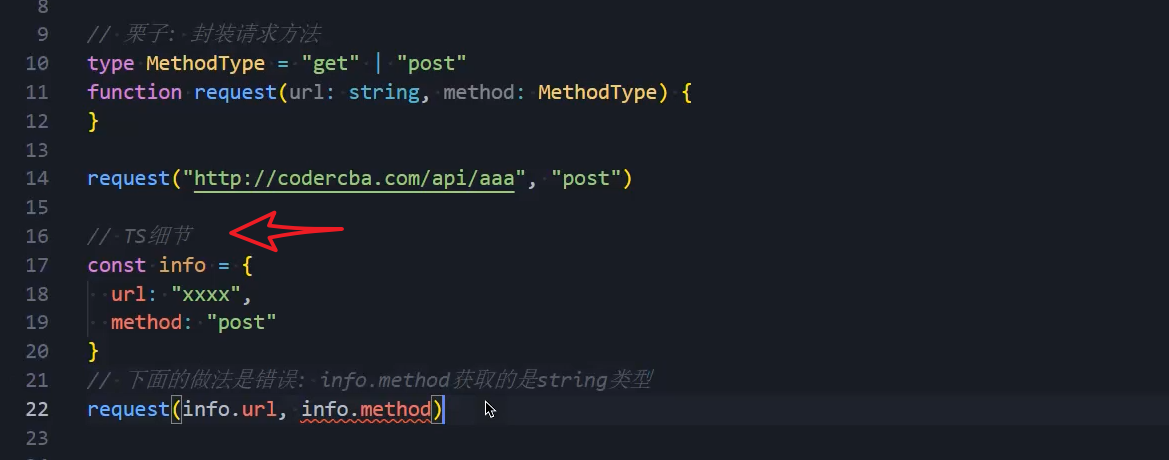 8
9 // 栗子: 封装请求方法
10 type MethodType = "get" | "post"
11 function request(url: string, method: MethodType) {
12 }
13
14 request("http://codercba.com/api/aaa", "post")
15
16 // TS细节
17 const info = {
18   url: "xxxx",
19   method: "post"
20 }
21 // 下面的做法是错误: info.method获取的是string类型
22 request(info.url, info.method)
23